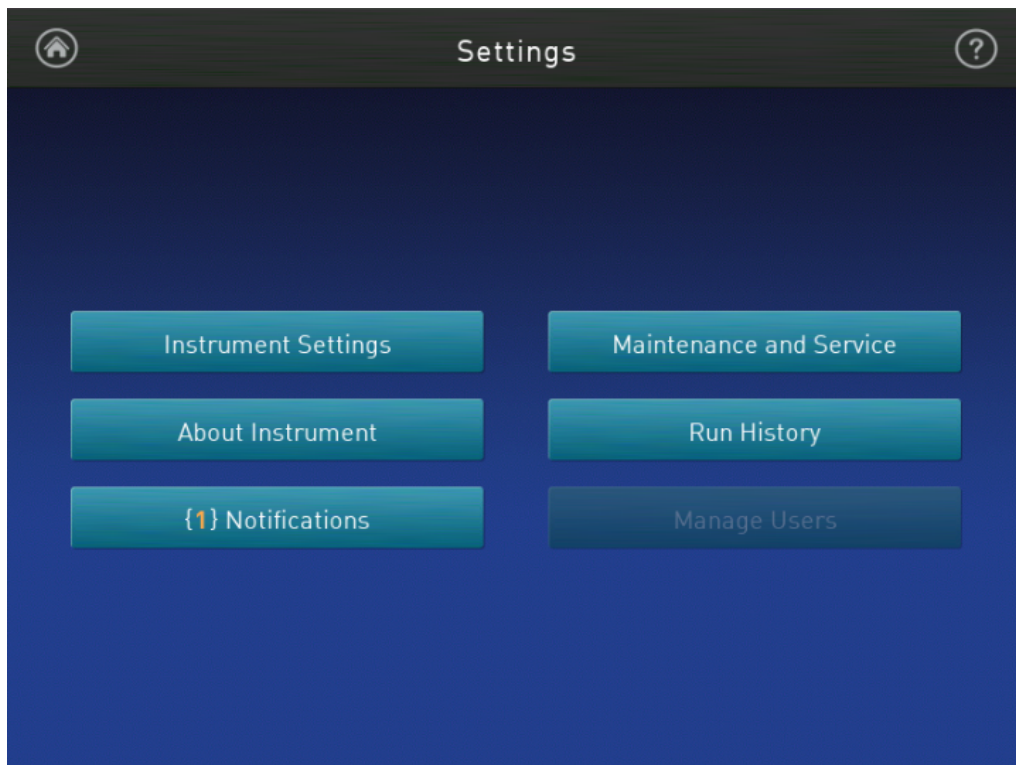 Settings
?
Instrument Settings
Maintenance and Service
About Instrument
Run History
{1} Notifications
Manage Users